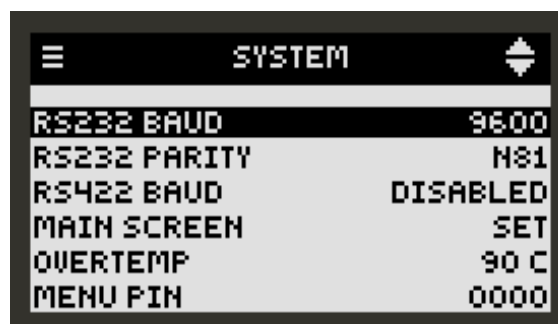 SYSTEM
RS232 BAUD 9600
RS232 PARITY N81
RS422 BAUD DISABLED
MAIN SCREEN SET
OVERTEMP 90 C
MENU PIN 0000